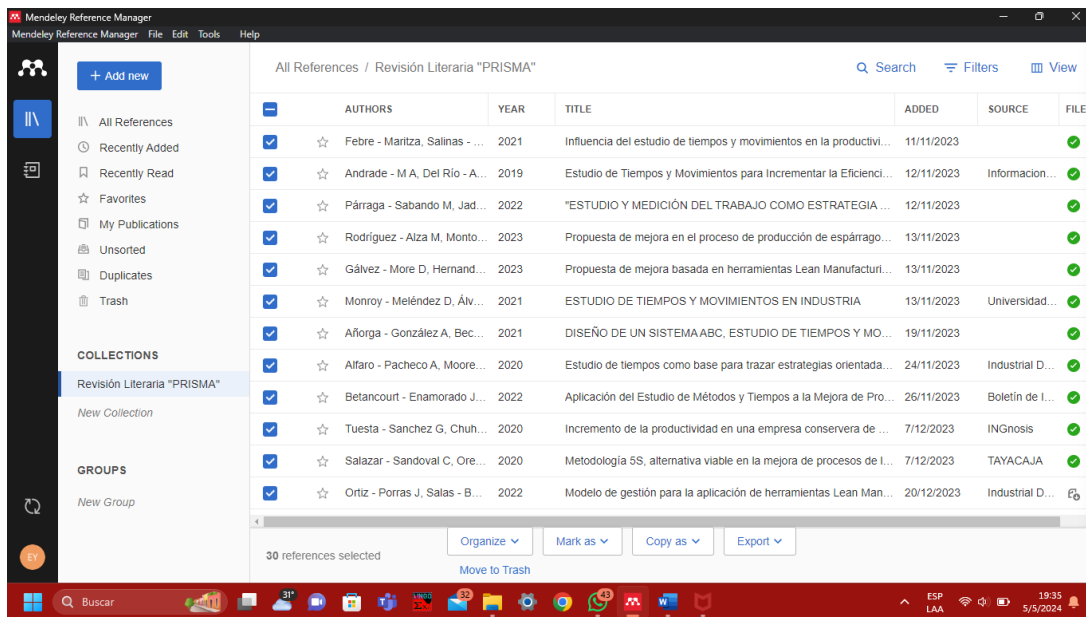 Mendeley Reference Manager
Mendeley Reference Manager File Edit Tools Help
+ Add new
All References
Recently Added
Recently Read
Favorites
My Publications
Unsorted
Duplicates
Trash
COLLECTIONS
Revisión Literaria "PRISMA"
New Collection
GROUPS
New Group
EY
All References / Revisión Literaria "PRISMA"
Search Filters View
AUTHORS YEAR TITLE ADDED SOURCE FILE
Febre - Maritza, Salinas - ... 2021 Influencia del estudio de tiempos y movimientos en la productivi... 11/11/2023
Andrade - M A, Del Río - A... 2019 Estudio de Tiempos y Movimientos para Incrementar la Eficienci... 12/11/2023 Informacion...
Párraga - Sabando M, Jad... 2022 "ESTUDIO Y MEDICIÓN DEL TRABAJO COMO ESTRATEGIA ... 12/11/2023
Rodríguez - Alza M, Monto... 2023 Propuesta de mejora en el proceso de producción de espárrago... 13/11/2023
Gálvez - More D, Hernand... 2023 Propuesta de mejora basada en herramientas Lean Manufacturi... 13/11/2023
Monroy - Meléndez D, Álv... 2021 ESTUDIO DE TIEMPOS Y MOVIMIENTOS EN INDUSTRIA 13/11/2023 Universidad...
Añorga - González A, Bec... 2021 DISEÑO DE UN SISTEMA ABC, ESTUDIO DE TIEMPOS Y MO... 19/11/2023
Alfaro - Pacheco A, Moore... 2020 Estudio de tiempos como base para trazar estrategias orientada... 24/11/2023 Industrial D...
Betancourt - Enamorado J... 2022 Aplicación del Estudio de Métodos y Tiempos a la Mejora de Pro... 26/11/2023 Boletín de I...
Tuesta - Sanchez G, Chuh... 2020 Incremento de la productividad en una empresa conservera de ... 7/12/2023 INGnosis
Salazar - Sandoval C, Ore... 2020 Metodología 5S, alternativa viable en la mejora de procesos de l... 7/12/2023 TAYACAJA
Ortiz - Porras J, Salas - B... 2022 Modelo de gestión para la aplicación de herramientas Lean Man... 20/12/2023 Industrial D...
30 references selected
Organize Mark as Copy as Export
Move to Trash
Buscar 31° LINGO 32 43 ESP 19:35
LAA 5/5/2024